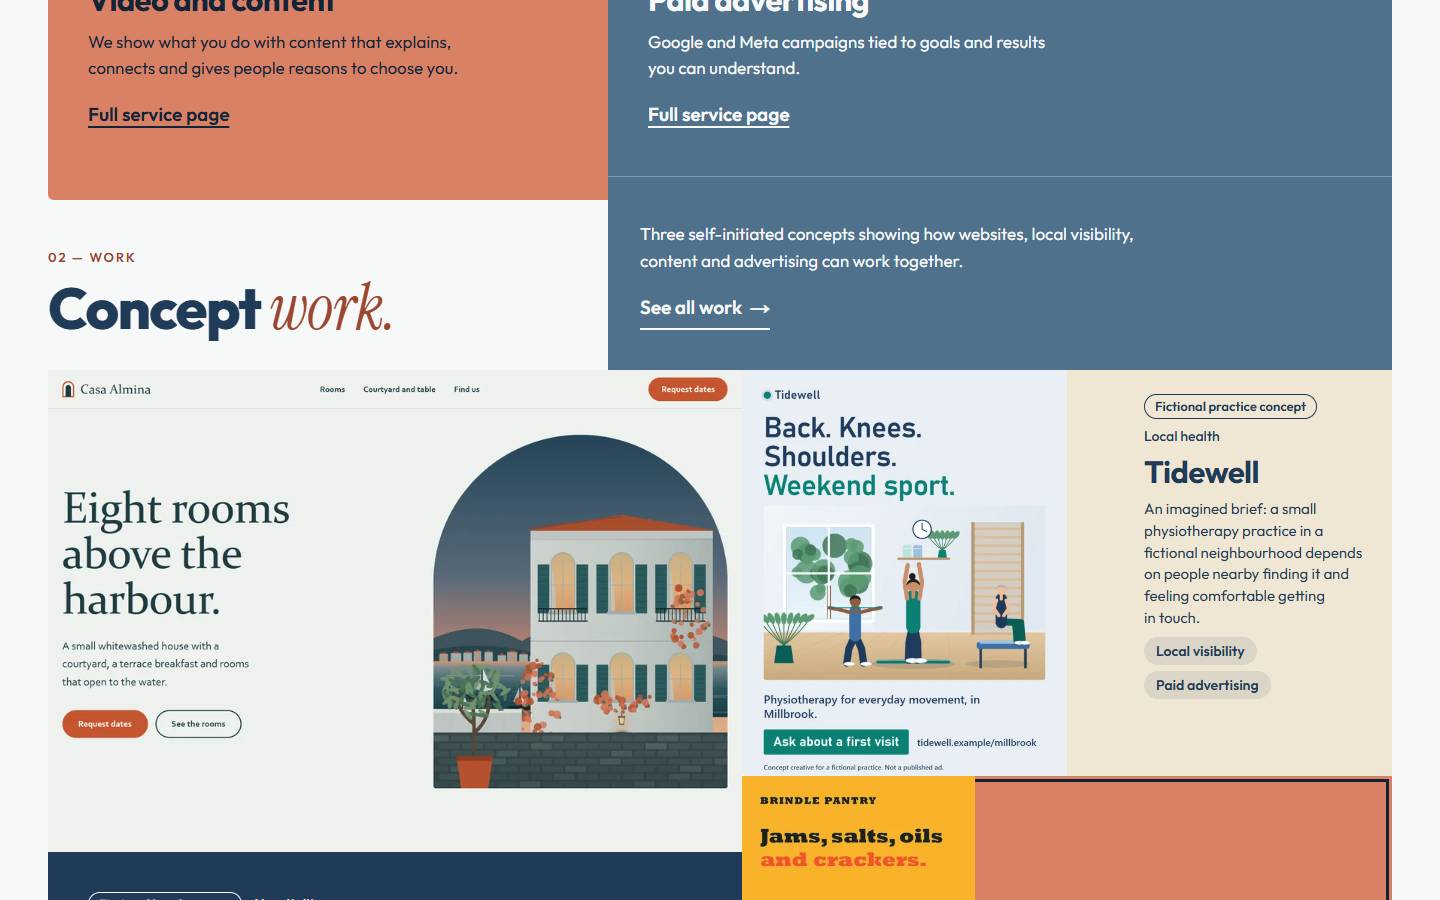 Video and content
We show what you do with content that explains,
connects and gives people reasons to choose you.
Full service page
Paid advertising
Google and Meta campaigns tied to goals and results
you can understand.
Full service page
02 — WORK
Concept work.
Three self-initiated concepts showing how websites, local visibility,
content and advertising can work together.
See all work →
Casa Almina
Rooms
Courtyard and table
Find us
Request dates
Eight rooms
above the
harbour.
A small whitewashed house with a
courtyard, a terrace breakfast and rooms
that open to the water.
Request dates
See the rooms
Tidewell
Back. Knees.
Shoulders.
Weekend sport.
Physiotherapy for everyday movement, in
Millbrook.
Ask about a first visit
tidewell.example/millbrook
Concept creative for a fictional practice. Not a published ad.
Fictional practice concept
Local health
Tidewell
An imagined brief: a small
physiotherapy practice in a
fictional neighbourhood depends
on people nearby finding it and
feeling comfortable getting
in touch.
Local visibility
Paid advertising
BRINDLE PANTRY
Jams, salts, oils
and crackers.